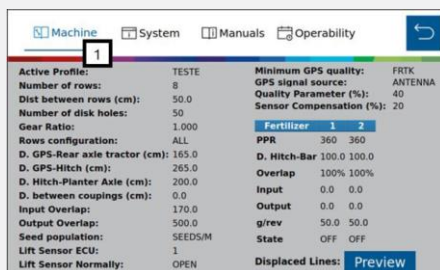 Machine System Manuals Operability
1
Active Profile: TESTE
Number of rows: 8
Dist between rows (cm): 50.0
Number of disk holes: 50
Gear Ratio: 1.000
Rows configuration: ALL
D. GPS-Rear axle tractor (cm): 165.0
D. GPS-Hitch (cm): 265.0
D. Hitch-Planter Axle (cm): 200.0
D. between couplings (cm): 0.0
Input Overlap: 170.0
Output Overlap: 500.0
Seed population: SEEDS/M
Lift Sensor ECU: 1
Lift Sensor Normally: OPEN
Minimum GPS quality: FRTK
GPS signal source: ANTENNA
Quality Parameter (%): 40
Sensor Compensation (%): 20
Fertilizer 1 2
PPR 360 360
D. Hitch-Bar 100.0 100.0
Overlap 100% 100%
Input 0.0 0.0
Output 0.0 0.0
g/rev 50.0 50.0
State OFF OFF
Displaced Lines: Preview